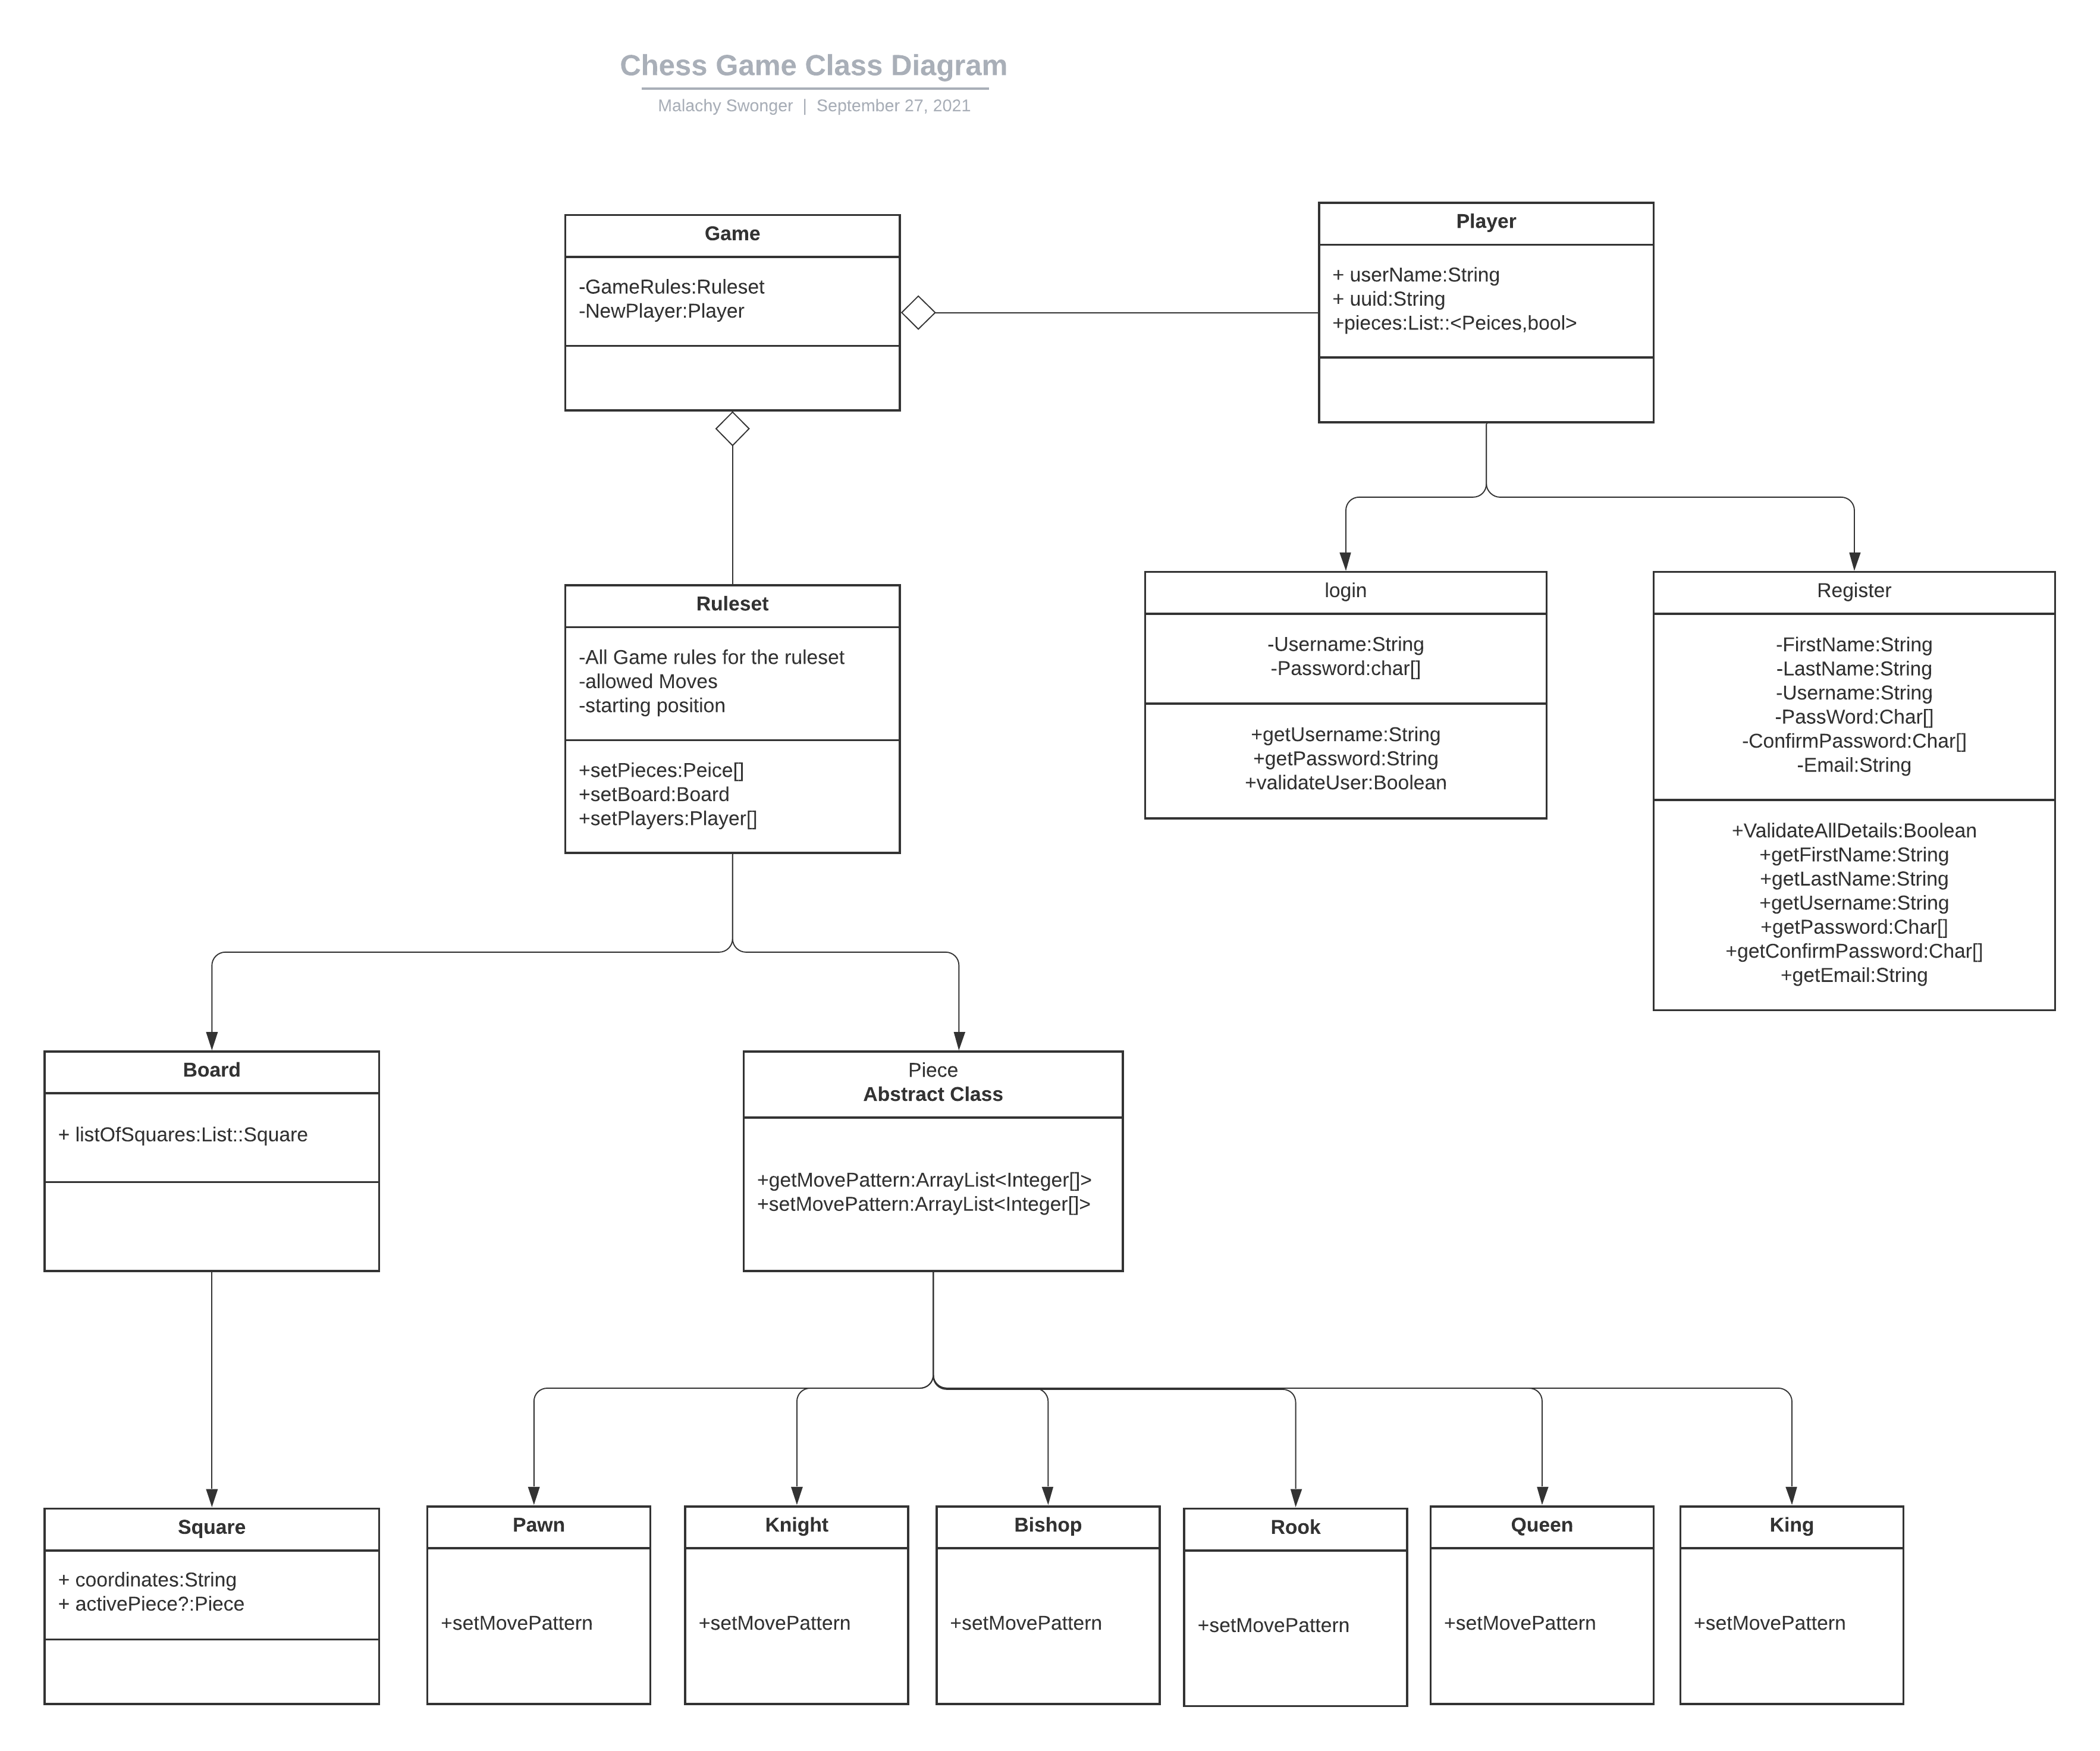 Chess Game Class Diagram
Malachy Swonger | September 27, 2021
Game
-GameRules:Ruleset
-NewPlayer:Player
Player
+ userName:String
+ uuid:String
+pieces:List::<Peices,bool>
Ruleset
-All Game rules for the ruleset
-allowed Moves
-starting position
+setPieces:Peice[]
+setBoard:Board
+setPlayers:Player[]
login
-Username:String
-Password:char[]
+getUsername:String
+getPassword:String
+validateUser:Boolean
Register
-FirstName:String
-LastName:String
-Username:String
-PassWord:Char[]
-ConfirmPassword:Char[]
-Email:String
+ValidateAllDetails:Boolean
+getFirstName:String
+getLastName:String
+getUsername:String
+getPassword:Char[]
+getConfirmPassword:Char[]
+getEmail:String
Board
+ listOfSquares:List::Square
Piece
Abstract Class
+getMovePattern:ArrayList<Integer[]>
+setMovePattern:ArrayList<Integer[]>
Square
+ coordinates:String
+ activePiece?:Piece
Pawn
+setMovePattern
Knight
+setMovePattern
Bishop
+setMovePattern
Rook
+setMovePattern
Queen
+setMovePattern
King
+setMovePattern